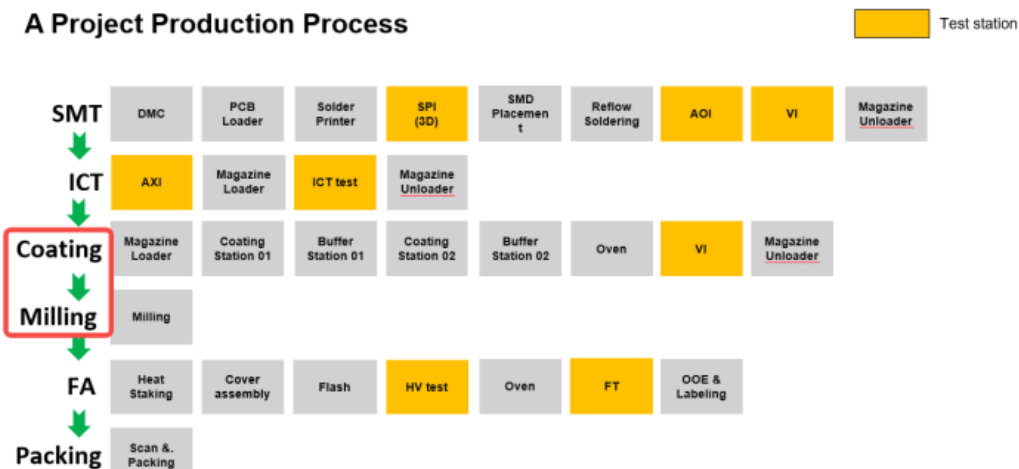 A Project Production Process
Test station
SMT
DMC
PCB
Loader
Solder
Printer
SPI
(3D)
SMD
Placemen
t
Reflow
Soldering
AOI
VI
Magazine
Unloader
ICT
AXI
Magazine
Loader
ICT test
Magazine
Unloader
Coating
Magazine
Loader
Coating
Station 01
Buffer
Station 01
Coating
Station 02
Buffer
Station 02
Oven
VI
Magazine
Unloader
Milling
Milling
FA
Heat
Staking
Cover
assembly
Flash
HV test
Oven
FT
OOE &
Labeling
Packing
Scan &.
Packing